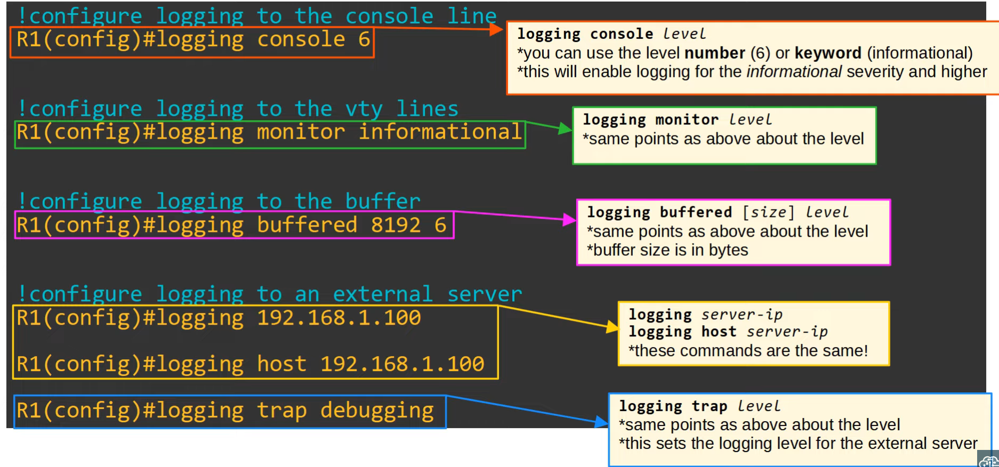 !configure logging to the console line
R1(config)#logging console 6
logging console level
*you can use the level number (6) or keyword (informational)
*this will enable logging for the informational severity and higher
!configure logging to the vty lines
R1(config)#logging monitor informational
logging monitor level
*same points as above about the level
!configure logging to the buffer
R1(config)#logging buffered 8192 6
logging buffered [size] level
*same points as above about the level
*buffer size is in bytes
!configure logging to an external server
R1(config)#logging 192.168.1.100
R1(config)#logging host 192.168.1.100
logging server-ip
logging host server-ip
*these commands are the same!
R1(config)#logging trap debugging
logging trap level
*same points as above about the level
*this sets the logging level for the external server